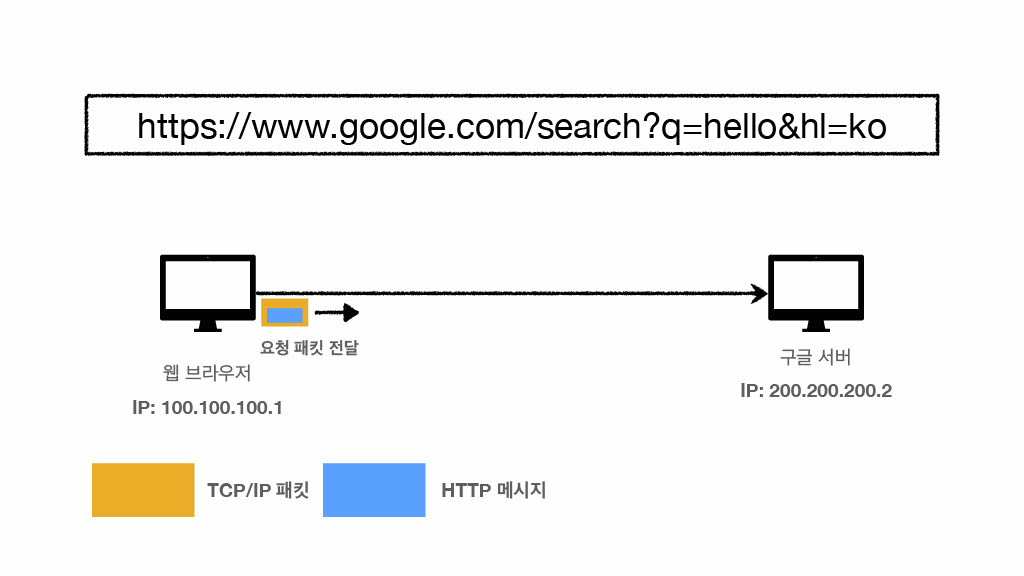 https://www.google.com/search?q=hello&hl=ko
요청 패킷 전달
웹 브라우저
IP: 100.100.100.1
구글 서버
IP: 200.200.200.2
TCP/IP 패킷
HTTP 메시지